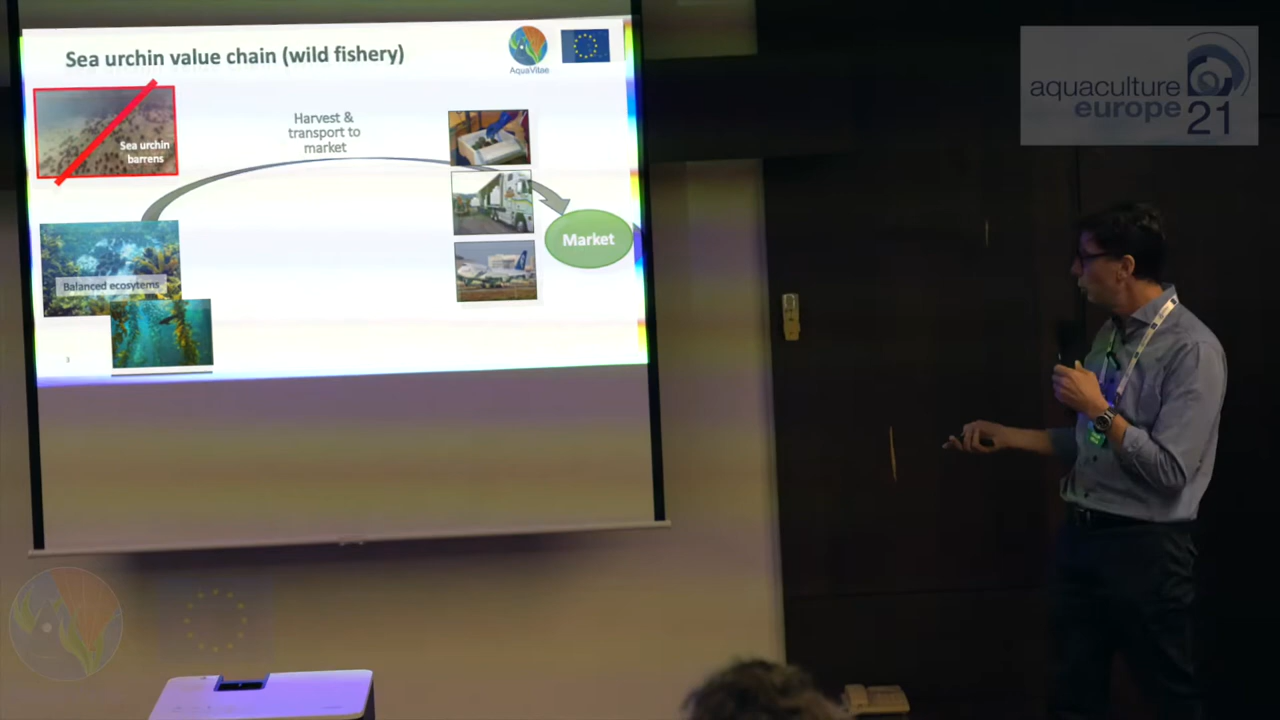 Sea urchin value chain (wild fishery)
AquaVitae
Sea urchin
barrens
Harvest &
transport to
market
Market
Balanced ecosytems
3
aquaculture
europe
21